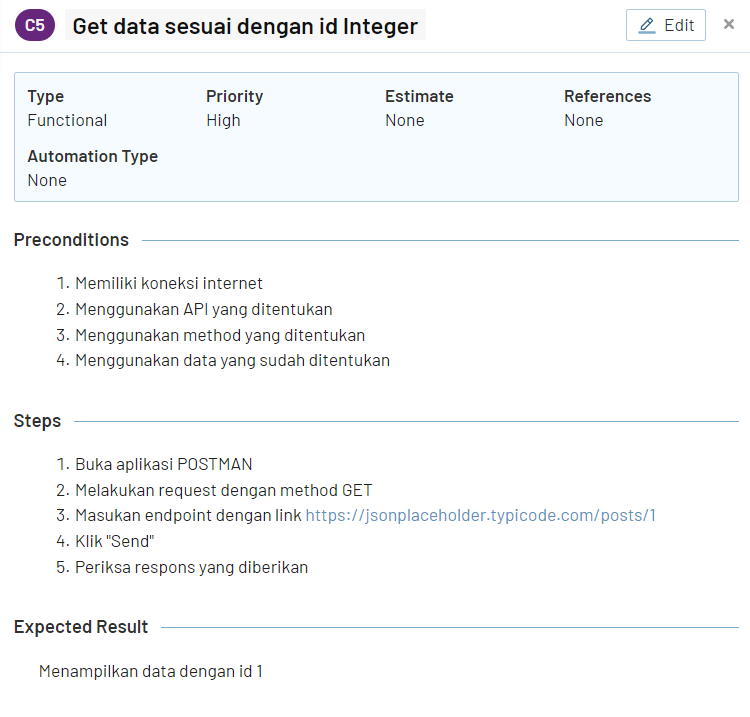 C5 Get data sesuai dengan id Integer Edit ×
Type Priority Estimate References
Functional High None None
Automation Type
None
Preconditions
1. Memiliki koneksi internet
2. Menggunakan API yang ditentukan
3. Menggunakan method yang ditentukan
4. Menggunakan data yang sudah ditentukan
Steps
1. Buka aplikasi POSTMAN
2. Melakukan request dengan method GET
3. Masukan endpoint dengan link https://jsonplaceholder.typicode.com/posts/1
4. Klik "Send"
5. Periksa respons yang diberikan
Expected Result
Menampilkan data dengan id 1